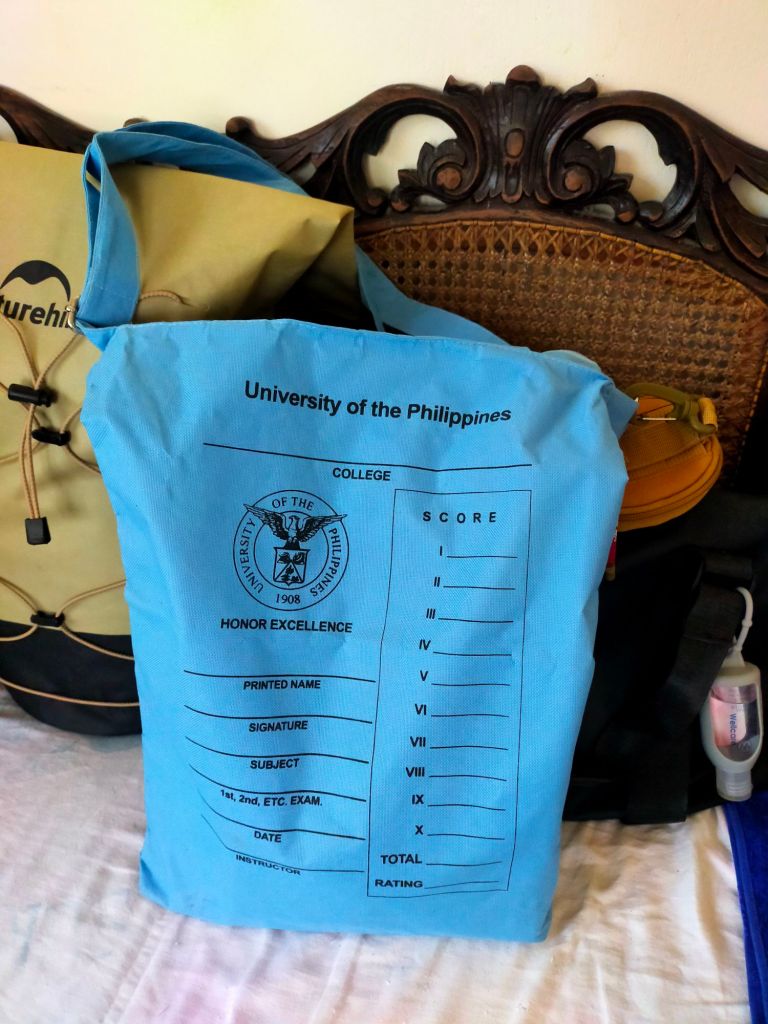 University of the Philippines
COLLEGE
UNIVERSITY OF THE PHILIPPINES
1908
HONOR EXCELLENCE
PRINTED NAME
SIGNATURE
SUBJECT
1st, 2nd, ETC. EXAM.
DATE
INSTRUCTOR
SCORE
I
II
III
IV
V
VI
VII
VIII
IX
X
TOTAL
RATING
turehi